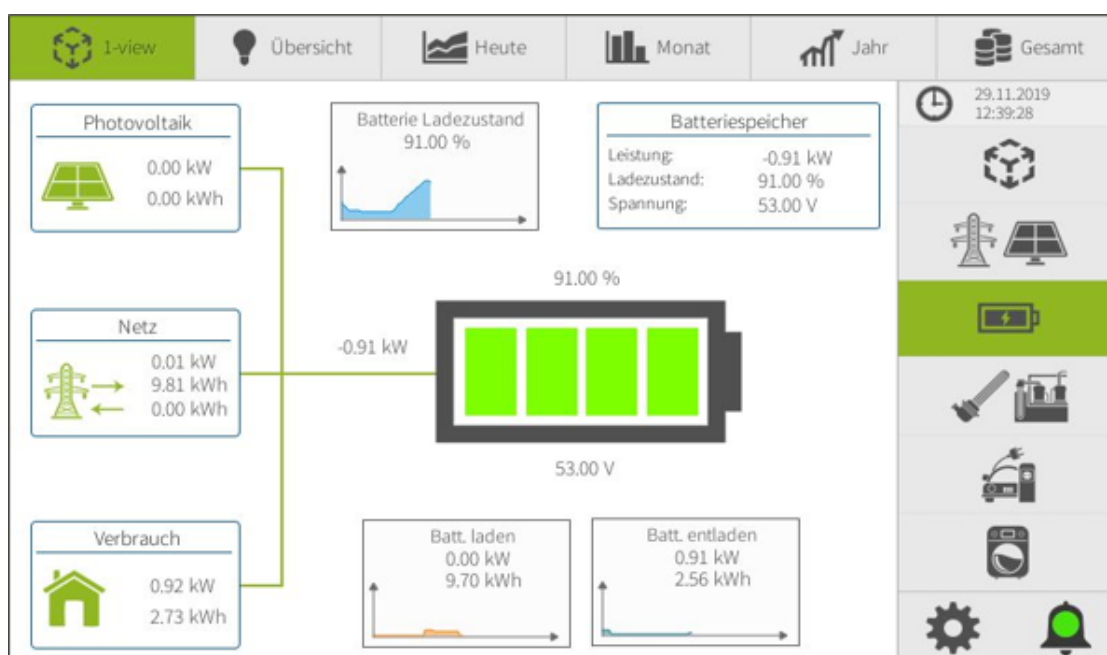 1-view
Übersicht
Heute
Monat
Jahr
Gesamt
29.11.2019
12:39:28
Photovoltaik
0.00 kW
0.00 kWh
Batterie Ladezustand
91.00 %
Batteriespeicher
Leistung: -0.91 kW
Ladezustand: 91.00 %
Spannung: 53.00 V
91.00 %
Netz
0.01 kW
9.81 kWh
0.00 kWh
-0.91 kW
53.00 V
Verbrauch
0.92 kW
2.73 kWh
Batt. laden
0.00 kW
9.70 kWh
Batt. entladen
0.91 kW
2.56 kWh